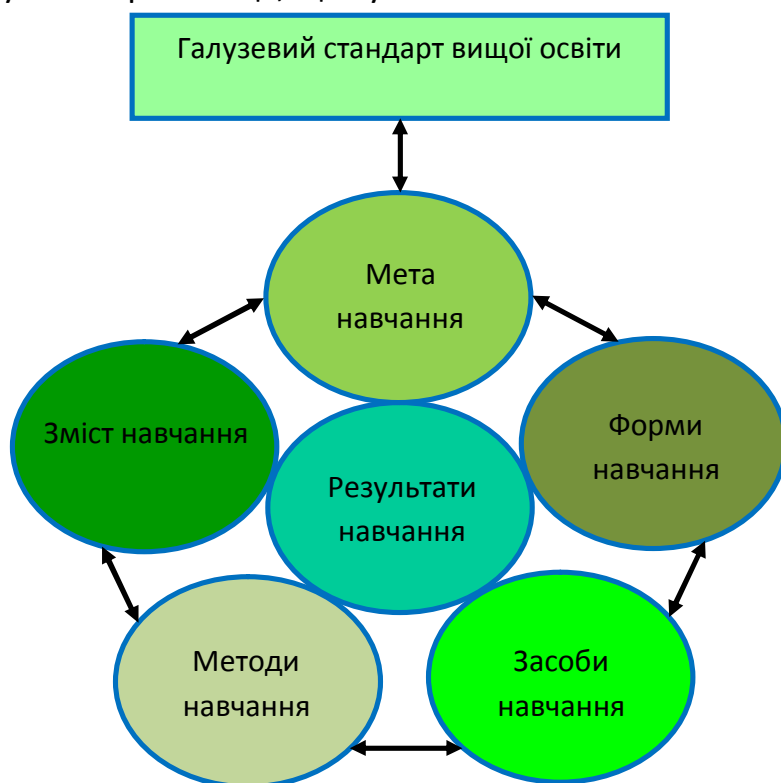 Галузевий стандарт вищої освіти
Мета
навчання
Зміст навчання
Форми
навчання
Результати
навчання
Методи
навчання
Засоби
навчання